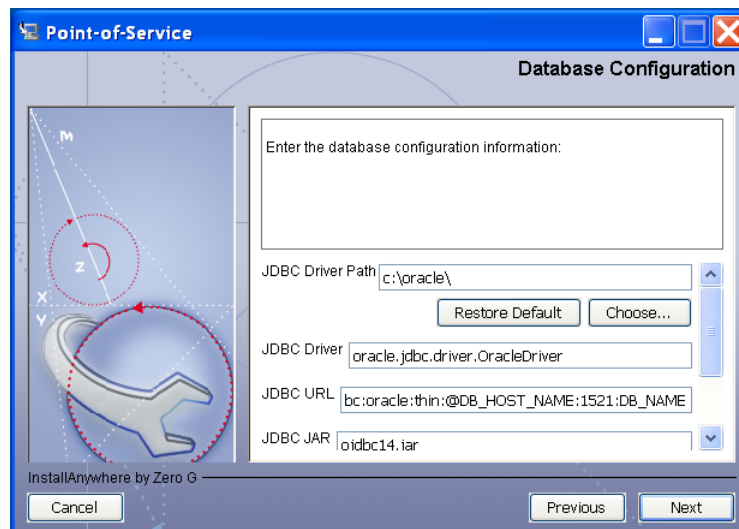 Point-of-Service
Database Configuration
M
Z
X
Y
Enter the database configuration information:
JDBC Driver Path c:\oracle\
Restore Default Choose...
JDBC Driver oracle.jdbc.driver.OracleDriver
JDBC URL bc:oracle:thin:@DB_HOST_NAME:1521:DB_NAME
JDBC JAR ojdbc14.jar
InstallAnywhere by Zero G
Cancel Previous Next